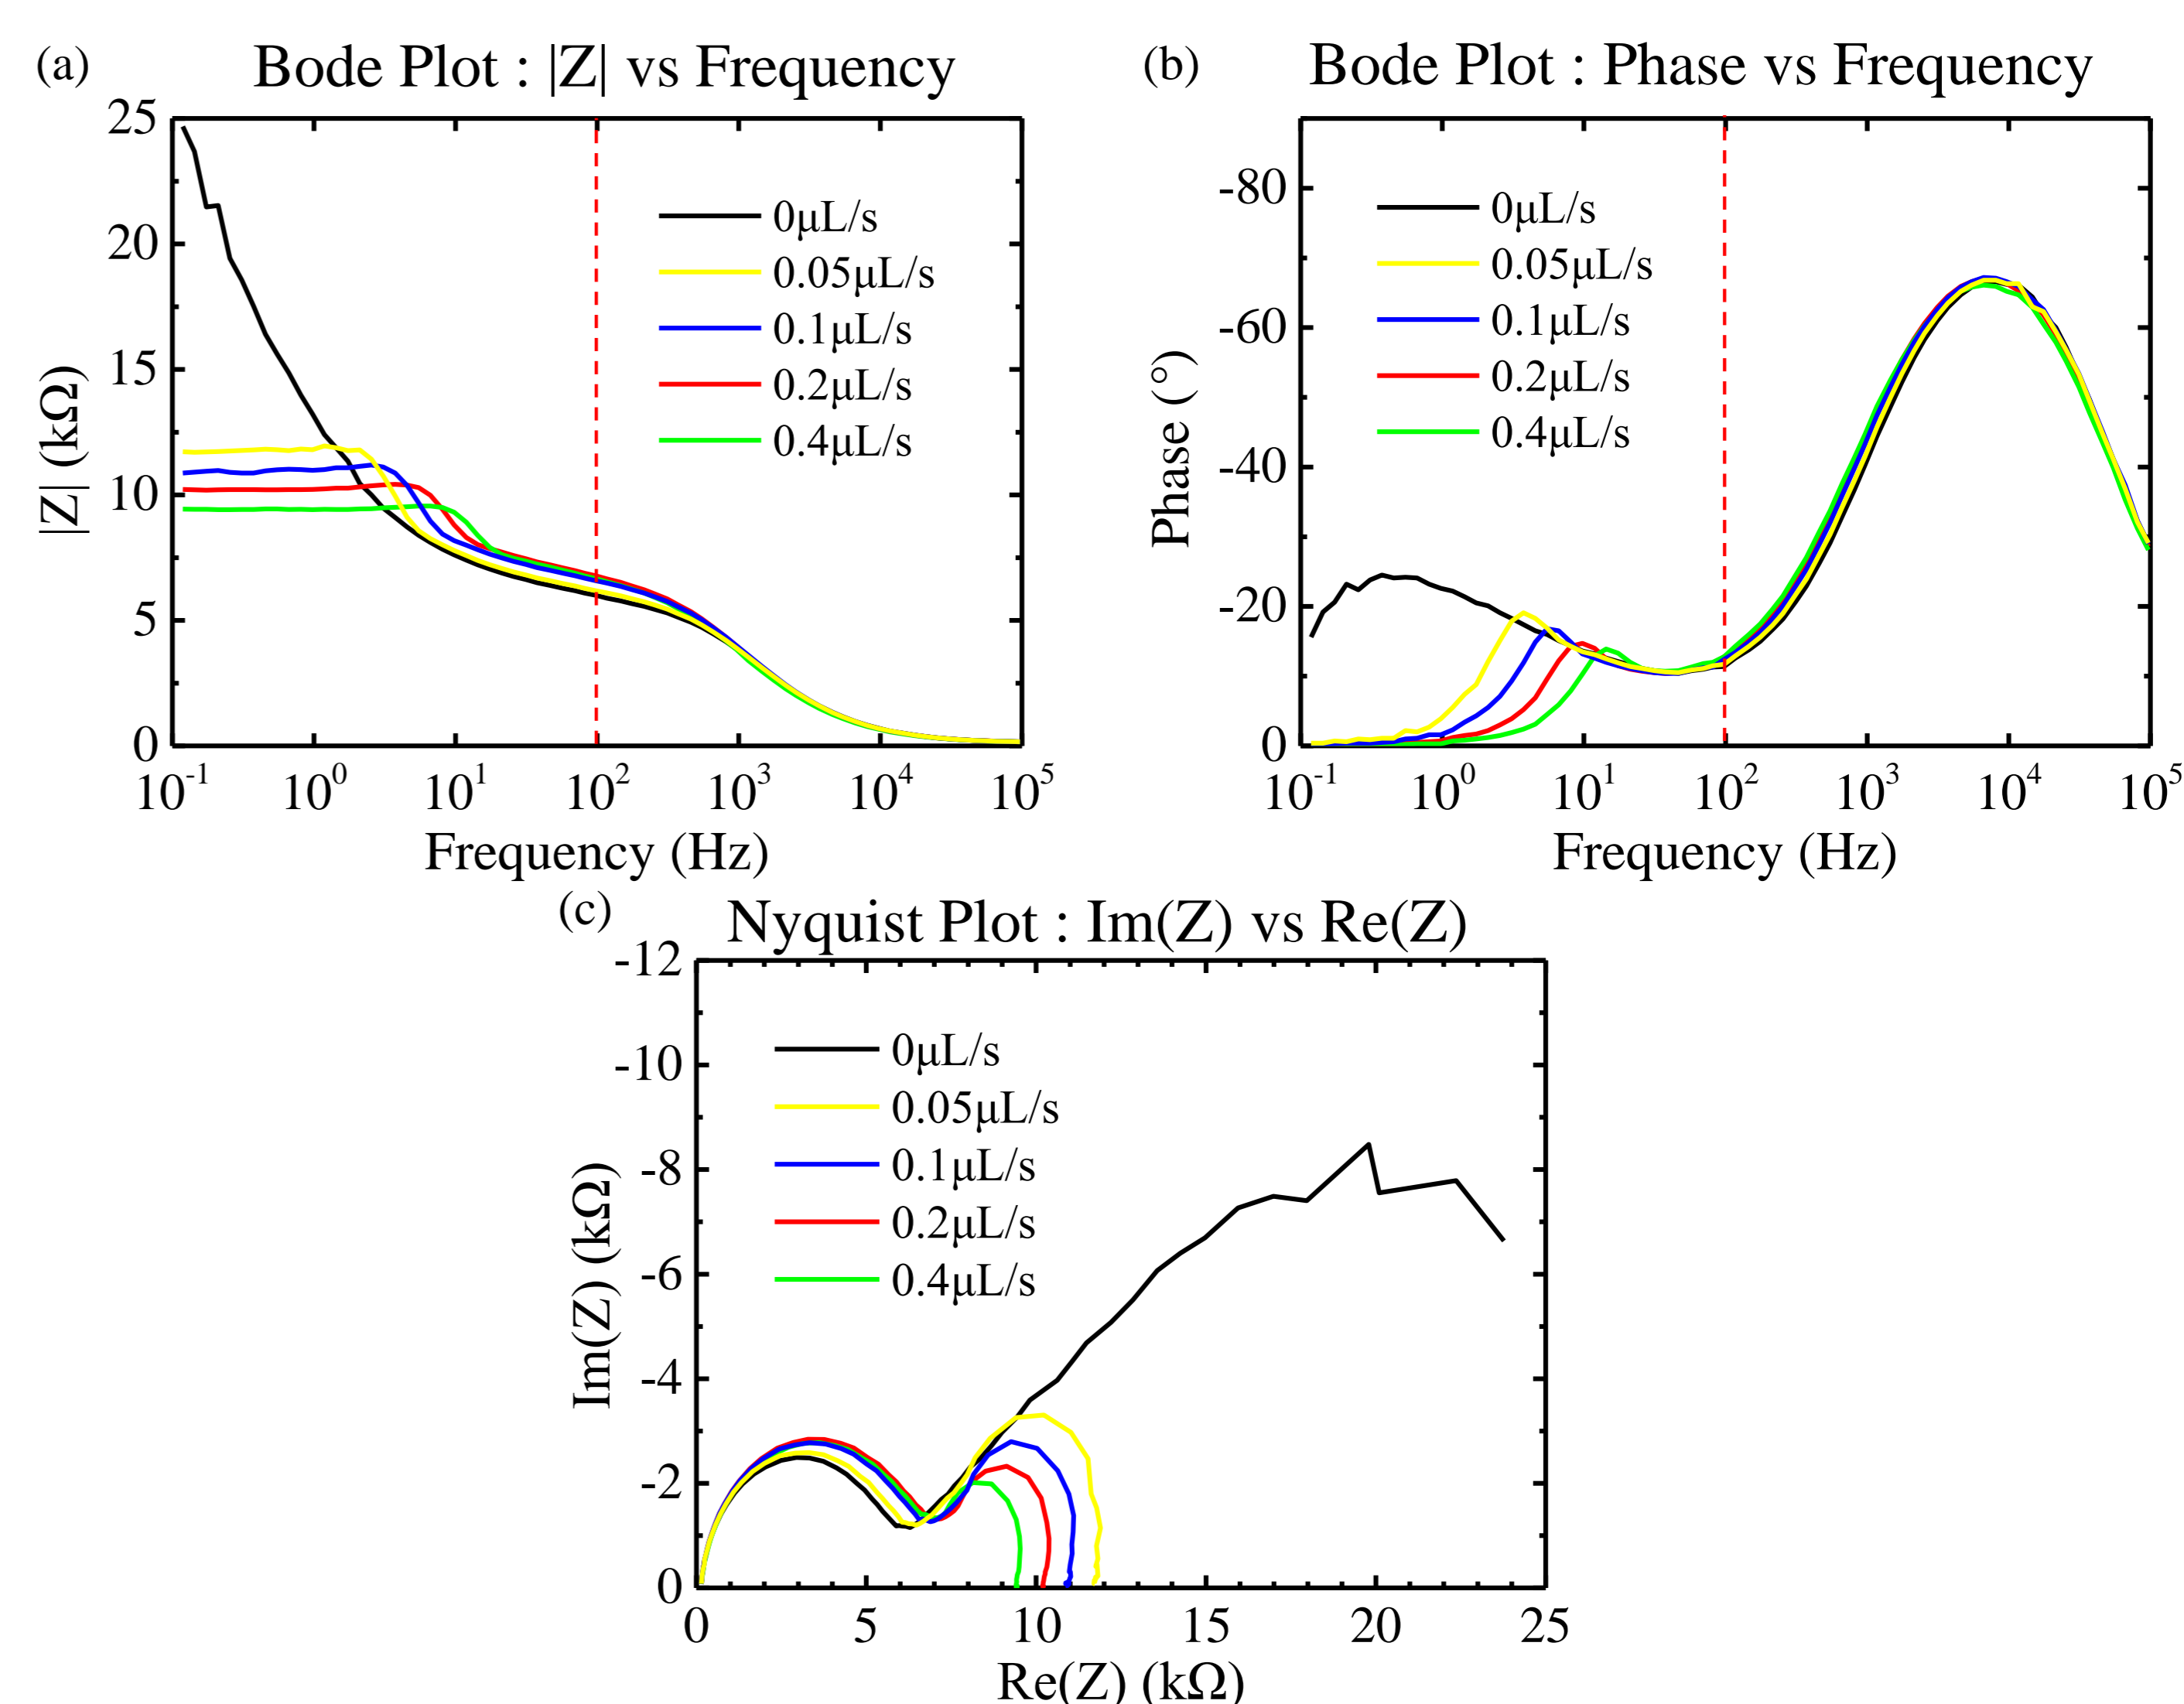 (a)
Bode Plot : |Z| vs Frequency
25
20
15
10
5
0
|Z| (kΩ)
0μL/s
0.05μL/s
0.1μL/s
0.2μL/s
0.4μL/s
10-1 100 101 102 103 104 105
Frequency (Hz)
(b)
Bode Plot : Phase vs Frequency
-80
-60
-40
-20
0
Phase (°)
0μL/s
0.05μL/s
0.1μL/s
0.2μL/s
0.4μL/s
10-1 100 101 102 103 104 105
Frequency (Hz)
(c)
Nyquist Plot : Im(Z) vs Re(Z)
-12
-10
-8
-6
-4
-2
0
Im(Z) (kΩ)
0μL/s
0.05μL/s
0.1μL/s
0.2μL/s
0.4μL/s
0 5 10 15 20 25
Re(Z) (kΩ)